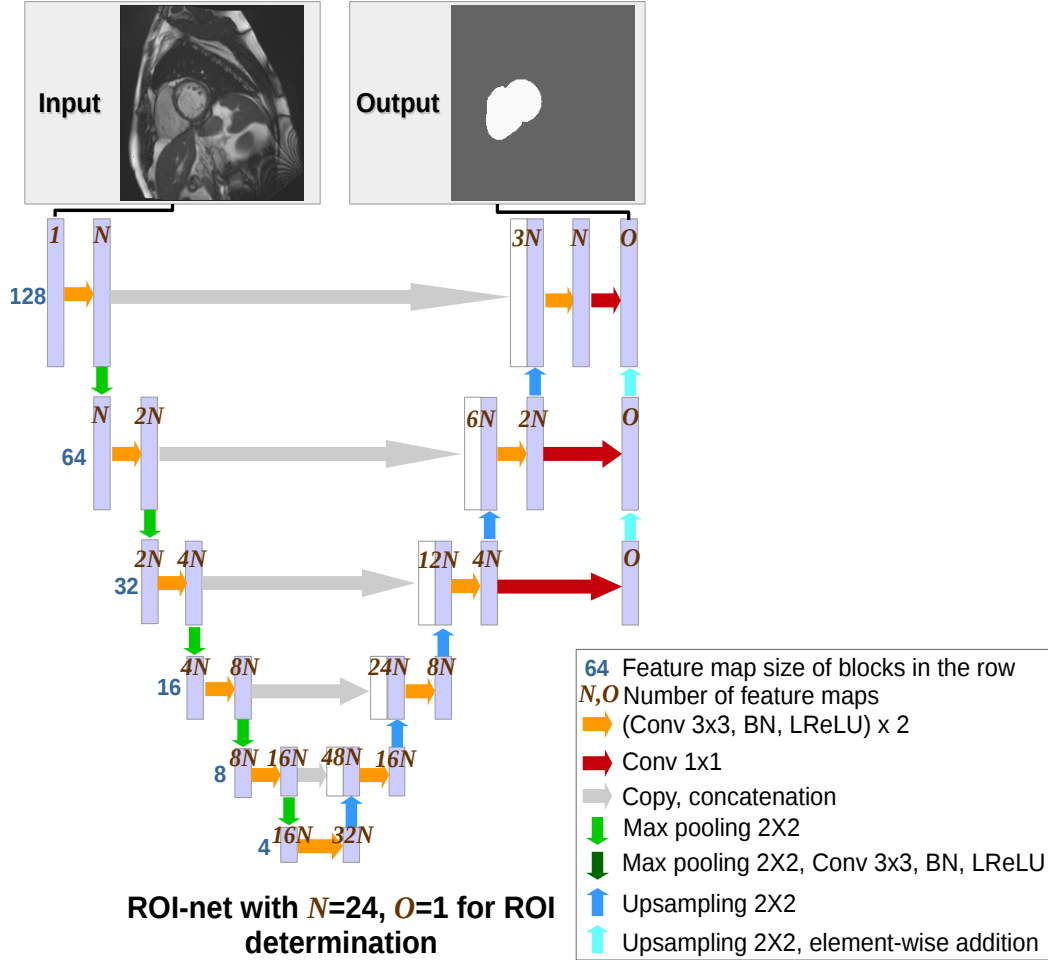 Input
Output
1 N 3N N O
128
N 2N 6N 2N O
64
2N 4N 12N 4N O
32
4N 8N 24N 8N
16
8N 16N 48N 16N
8
16N 32N
4
64 Feature map size of blocks in the row
N,O Number of feature maps
(Conv 3x3, BN, LReLU) x 2
Conv 1x1
Copy, concatenation
Max pooling 2X2
Max pooling 2X2, Conv 3x3, BN, LReLU
Upsampling 2X2
Upsampling 2X2, element-wise addition
ROI-net with N=24, O=1 for ROI
determination